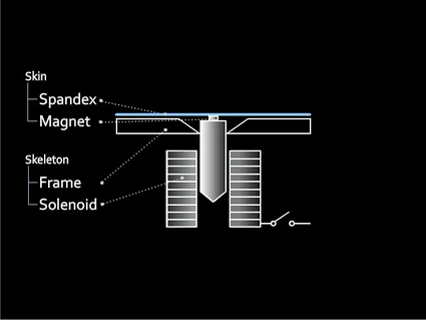 Skin
Spandex
Magnet
Skeleton
Frame
Solenoid